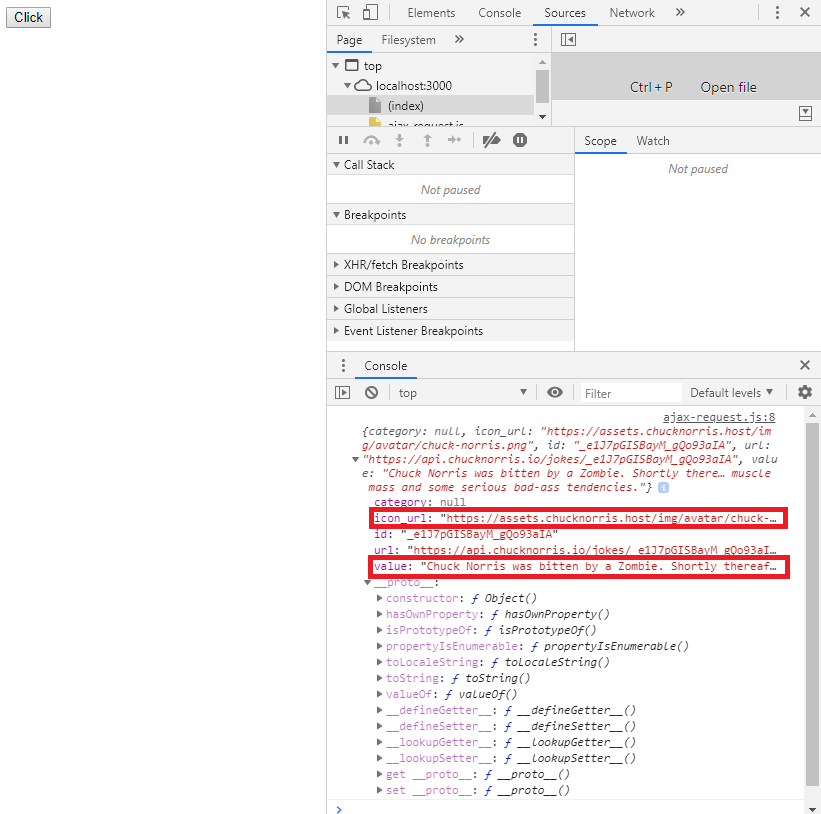 Click
Elements Console Sources Network »
Page Filesystem »
top
localhost:3000
(index)
ajax-request.js
Ctrl + P Open file
Scope Watch
Call Stack
Not paused
Not paused
Breakpoints
No breakpoints
XHR/fetch Breakpoints
DOM Breakpoints
Global Listeners
Event Listener Breakpoints
Console
top Filter Default levels
ajax-request.js:8
{category: null, icon_url: "https://assets.chucknorris.host/im
g/avatar/chuck-norris.png", id: "_e1J7pGISBayM_gQo93aIA", url:
"https://api.chucknorris.io/jokes/_e1J7pGISBayM_gQo93aIA", valu
e: "Chuck Norris was bitten by a Zombie. Shortly there… muscle
mass and some serious bad-ass tendencies."} i
category: null
icon_url: "https://assets.chucknorris.host/img/avatar/chuck-…
id: "_e1J7pGISBayM_gQo93aIA"
url: "https://api.chucknorris.io/jokes/_e1J7pGISBayM_gQo93aI…
value: "Chuck Norris was bitten by a Zombie. Shortly thereaf…
__proto__:
constructor: ƒ Object()
hasOwnProperty: ƒ hasOwnProperty()
isPrototypeOf: ƒ isPrototypeOf()
propertyIsEnumerable: ƒ propertyIsEnumerable()
toLocaleString: ƒ toLocaleString()
toString: ƒ toString()
valueOf: ƒ valueOf()
__defineGetter__: ƒ __defineGetter__()
__defineSetter__: ƒ __defineSetter__()
__lookupGetter__: ƒ __lookupGetter__()
__lookupSetter__: ƒ __lookupSetter__()
get __proto__: ƒ __proto__()
set __proto__: ƒ __proto__()
>